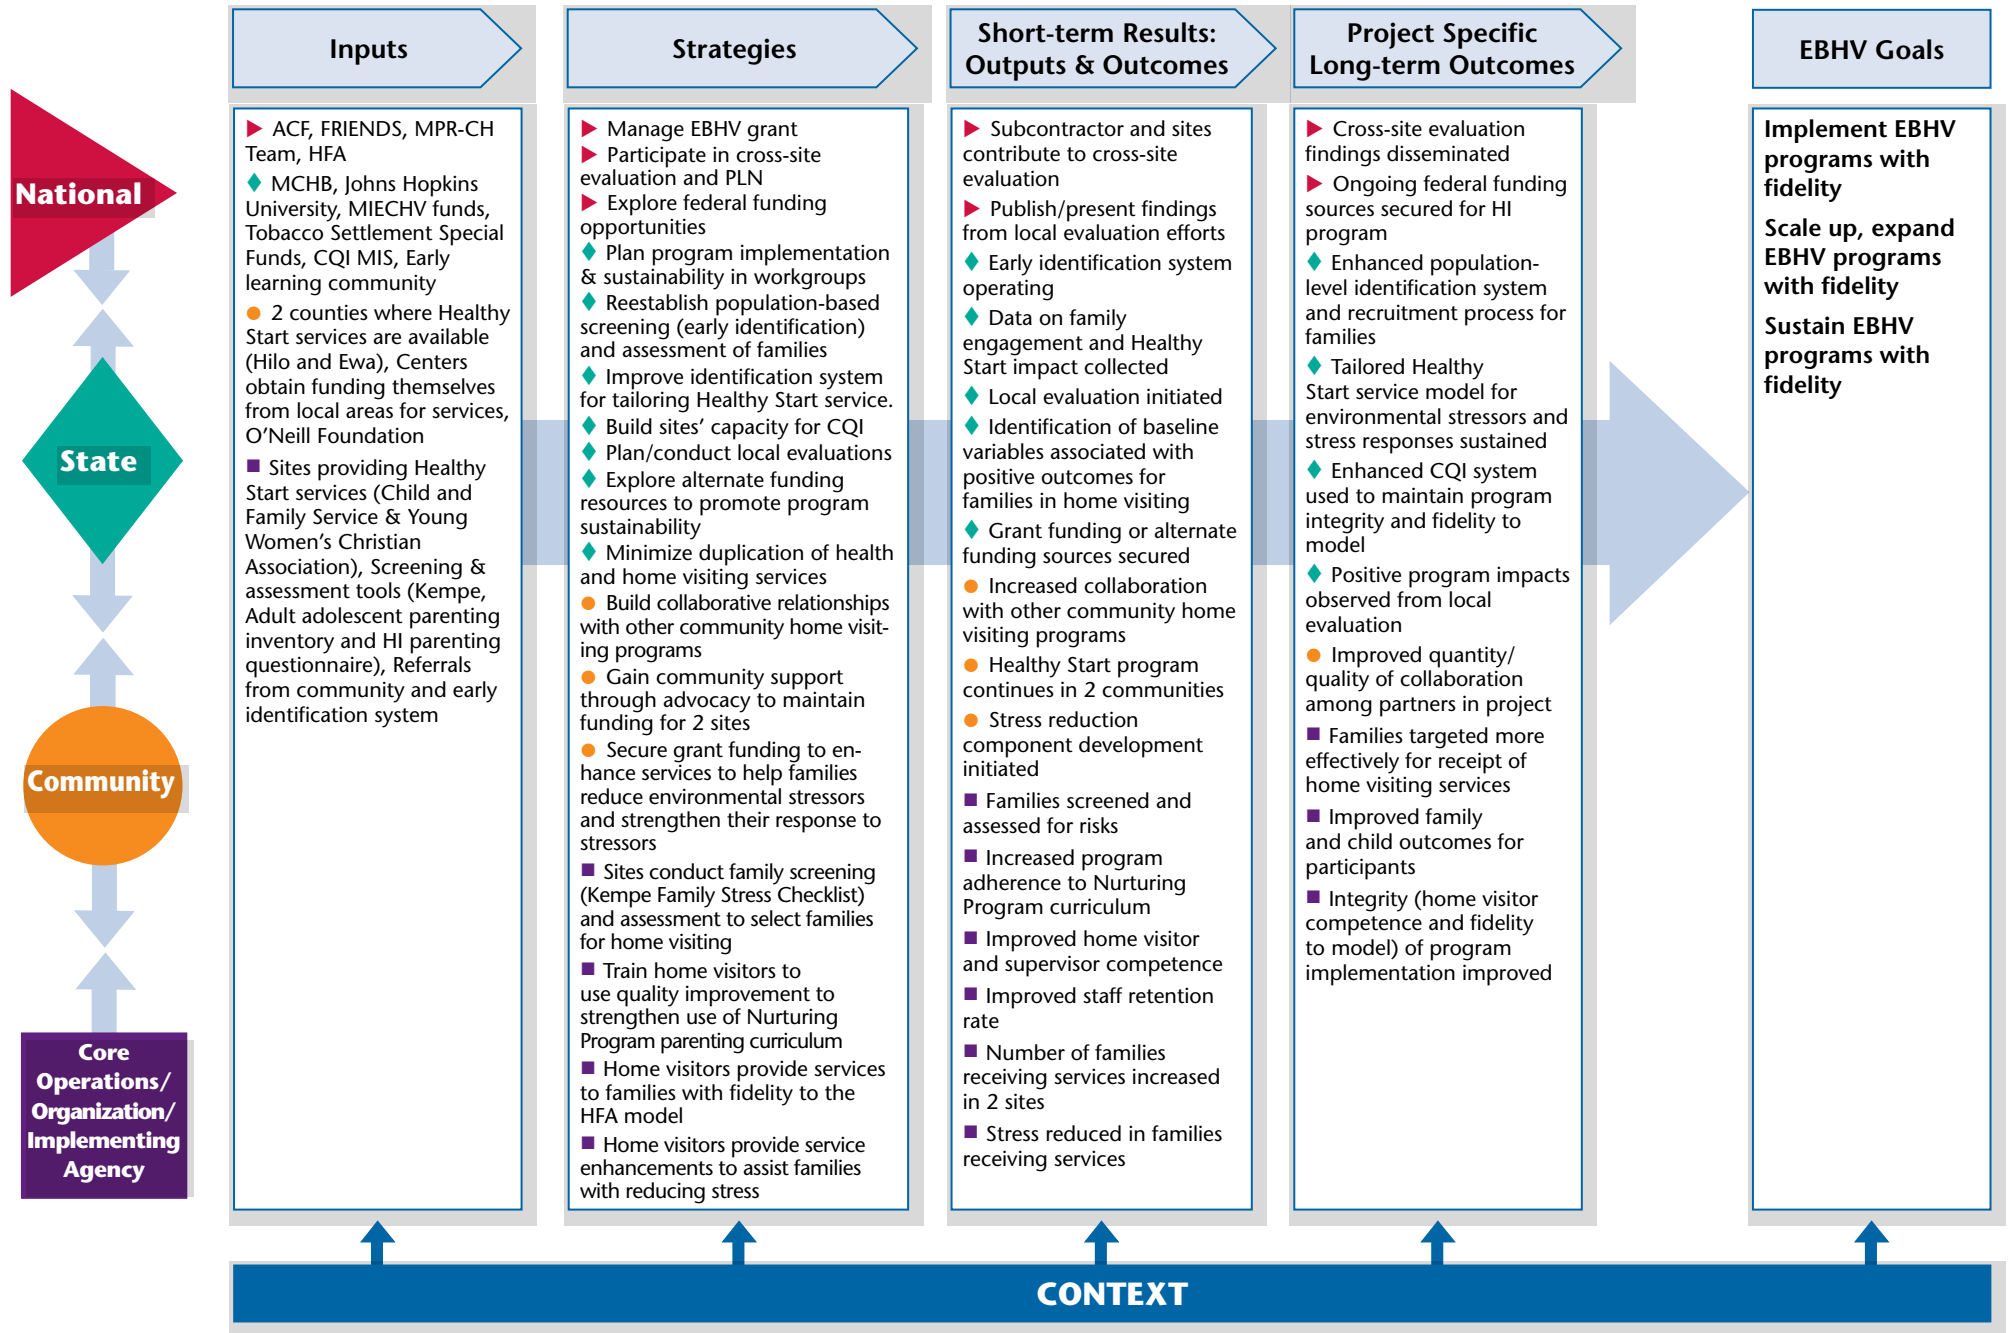 Inputs
Strategies
Short-term Results:
Outputs & Outcomes
Project Specific
Long-term Outcomes
EBHV Goals
National
State
Community
Core
Operations/
Organization/
Implementing
Agency
ACF, FRIENDS, MPR-CH
Team, HFA
MCHB, Johns Hopkins
University, MIECHV funds,
Tobacco Settlement Special
Funds, CQI MIS, Early
learning community
2 counties where Healthy
Start services are available
(Hilo and Ewa), Centers
obtain funding themselves
from local areas for services,
O’Neill Foundation
Sites providing Healthy
Start services (Child and
Family Service & Young
Women’s Christian
Association), Screening &
assessment tools (Kempe,
Adult adolescent parenting
inventory and HI parenting
questionnaire), Referrals
from community and early
identification system
Manage EBHV grant
Participate in cross-site
evaluation and PLN
Explore federal funding
opportunities
Plan program implementation
& sustainability in workgroups
Reestablish population-based
screening (early identification)
and assessment of families
Improve identification system
for tailoring Healthy Start service.
Build sites’ capacity for CQI
Plan/conduct local evaluations
Explore alternate funding
resources to promote program
sustainability
Minimize duplication of health
and home visiting services
Build collaborative relationships
with other community home visit-
ing programs
Gain community support
through advocacy to maintain
funding for 2 sites
Secure grant funding to en-
hance services to help families
reduce environmental stressors
and strengthen their response to
stressors
Sites conduct family screening
(Kempe Family Stress Checklist)
and assessment to select families
for home visiting
Train home visitors to
use quality improvement to
strengthen use of Nurturing
Program parenting curriculum
Home visitors provide services
to families with fidelity to the
HFA model
Home visitors provide service
enhancements to assist families
with reducing stress
Subcontractor and sites
contribute to cross-site
evaluation
Publish/present findings
from local evaluation efforts
Early identification system
operating
Data on family
engagement and Healthy
Start impact collected
Local evaluation initiated
Identification of baseline
variables associated with
positive outcomes for
families in home visiting
Grant funding or alternate
funding sources secured
Increased collaboration
with other community home
visiting programs
Healthy Start program
continues in 2 communities
Stress reduction
component development
initiated
Families screened and
assessed for risks
Increased program
adherence to Nurturing
Program curriculum
Improved home visitor
and supervisor competence
Improved staff retention
rate
Number of families
receiving services increased
in 2 sites
Stress reduced in families
receiving services
Cross-site evaluation
findings disseminated
Ongoing federal funding
sources secured for HI
program
Enhanced population-
level identification system
and recruitment process for
families
Tailored Healthy
Start service model for
environmental stressors and
stress responses sustained
Enhanced CQI system
used to maintain program
integrity and fidelity to
model
Positive program impacts
observed from local
evaluation
Improved quantity/
quality of collaboration
among partners in project
Families targeted more
effectively for receipt of
home visiting services
Improved family
and child outcomes for
participants
Integrity (home visitor
competence and fidelity
to model) of program
implementation improved
Implement EBHV
programs with
fidelity
Scale up, expand
EBHV programs
with fidelity
Sustain EBHV
programs with
fidelity
CONTEXT